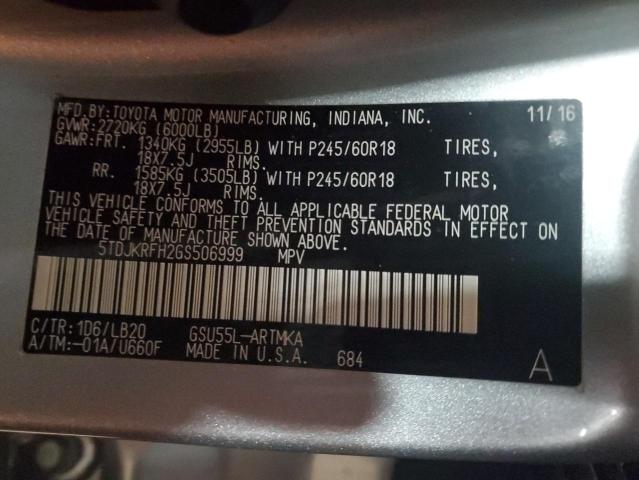 MFD.BY:TOYOTA MOTOR MANUFACTURING, INDIANA, INC. 11/16
GVWR:2720KG (6000LB)
GAWR:FRT. 1340KG (2955LB) WITH P245/60R18 TIRES,
18X7.5J RIMS.
RR. 1585KG (3505LB) WITH P245/60R18 TIRES,
18X7.5J RIMS.
THIS VEHICLE CONFORMS TO ALL APPLICABLE FEDERAL MOTOR
VEHICLE SAFETY AND THEFT PREVENTION STANDARDS IN EFFECT ON
THE DATE OF MANUFACTURE SHOWN ABOVE.
5TDJKRFH2GS506999 MPV
C/TR:1D6/LB20 GSU55L-ARTMKA
A/TM:-01A/U660F MADE IN U.S.A. 684
A